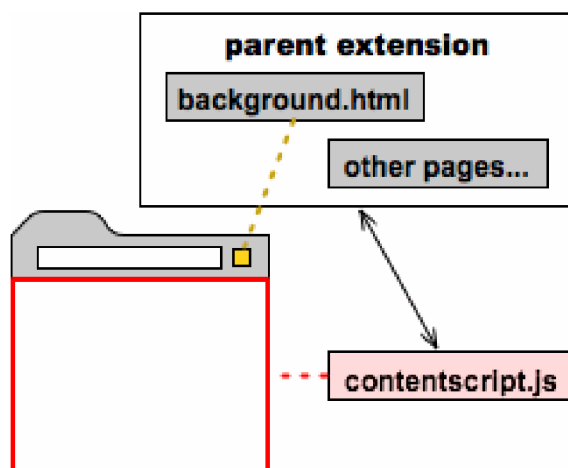 parent extension
background.html
other pages...
contentscript.js